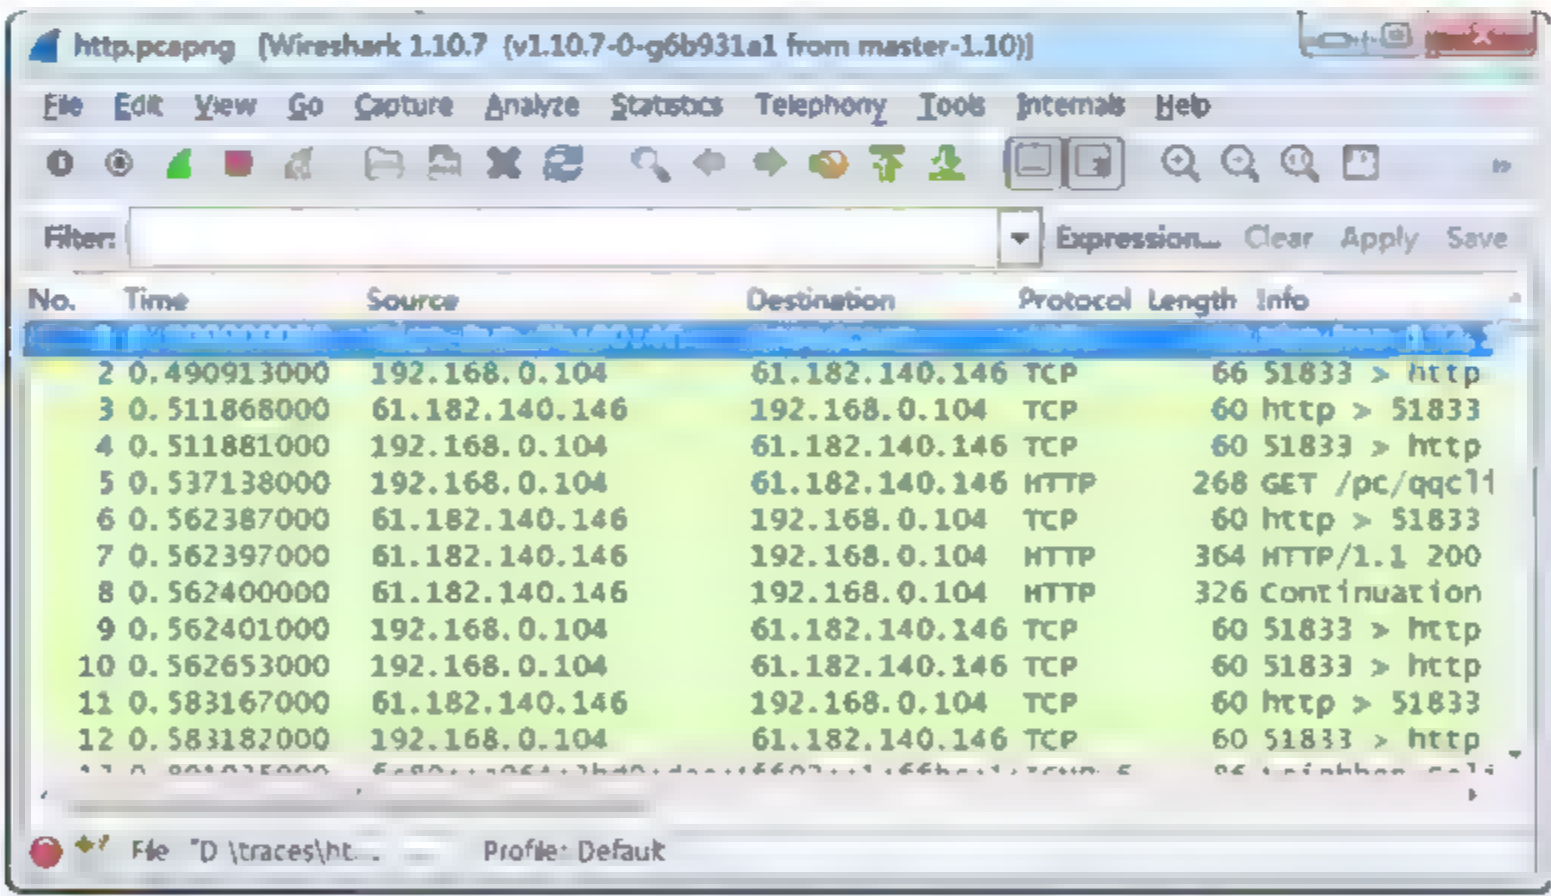 http.pcapng [Wireshark 1.10.7 (v1.10.7-0-g6b931a1 from master-1.10)]
File Edit View Go Capture Analyze Statistics Telephony Tools Internals Help
Filter: Expression... Clear Apply Save
No. Time Source Destination Protocol Length Info
2 0.490913000 192.168.0.104 61.182.140.146 TCP 66 51833 > http
3 0.511868000 61.182.140.146 192.168.0.104 TCP 60 http > 51833
4 0.511881000 192.168.0.104 61.182.140.146 TCP 60 51833 > http
5 0.537138000 192.168.0.104 61.182.140.146 HTTP 268 GET /pc/qqcli
6 0.562387000 61.182.140.146 192.168.0.104 TCP 60 http > 51833
7 0.562397000 61.182.140.146 192.168.0.104 HTTP 364 HTTP/1.1 200
8 0.562400000 61.182.140.146 192.168.0.104 HTTP 326 Continuation
9 0.562401000 192.168.0.104 61.182.140.146 TCP 60 51833 > http
10 0.562653000 192.168.0.104 61.182.140.146 TCP 60 51833 > http
11 0.583167000 61.182.140.146 192.168.0.104 TCP 60 http > 51833
12 0.583182000 192.168.0.104 61.182.140.146 TCP 60 51833 > http
File "D:\traces\ht... Profile: Default